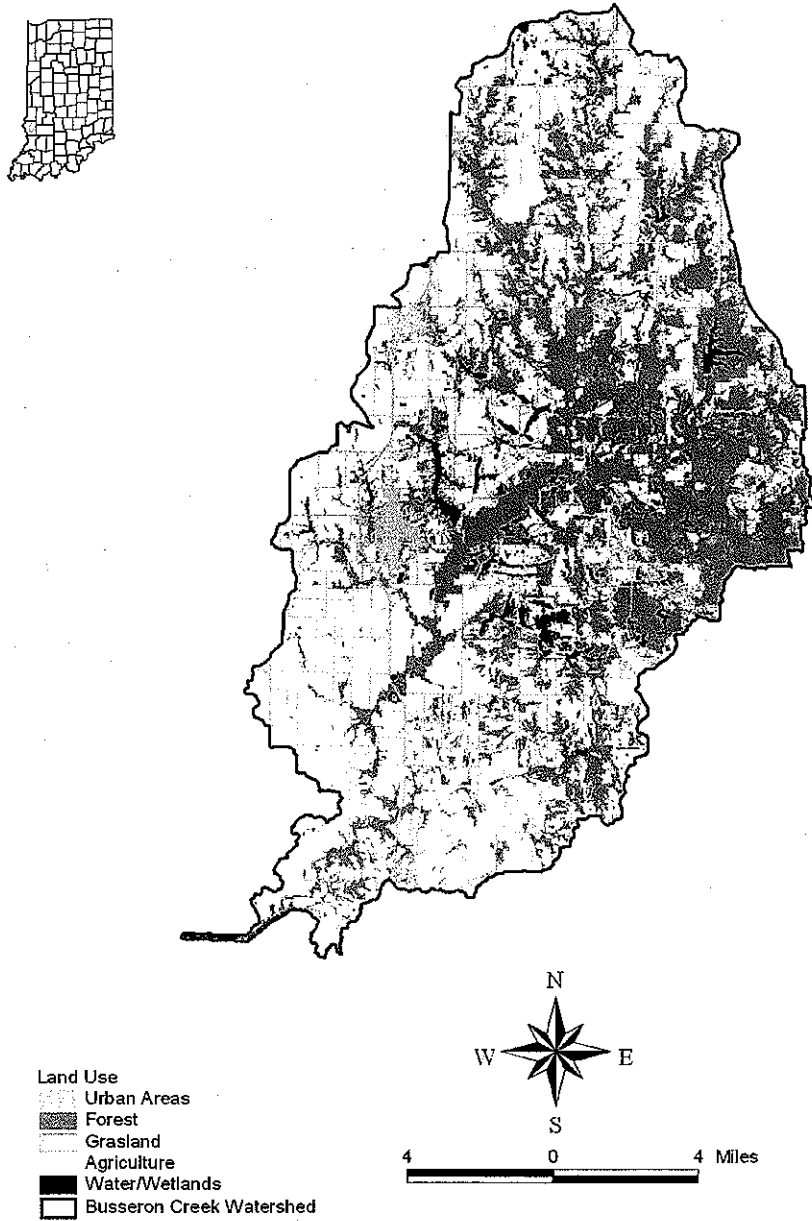 N
W E
S
Land Use
Urban Areas
Forest
Grasland
Agriculture
Water/Wetlands
Busseron Creek Watershed
4 0 4 Miles